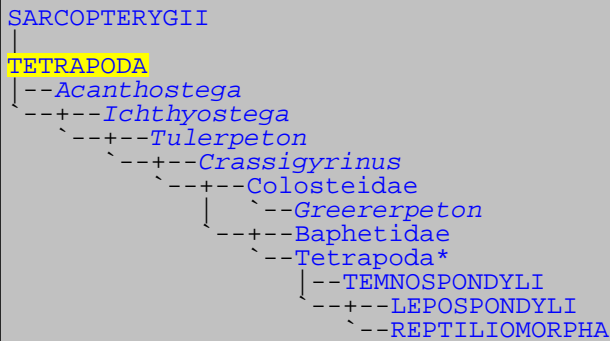 SARCOPTERYGII
|
TETRAPODA
|--Acanthostega
`--+--Ichthyostega
   `--+--Tulerpeton
      `--+--Crassigyrinus
         `--+--Colosteidae
            |  `--Greererpeton
            `--+--Baphetidae
               `--Tetrapoda*
                  |--TEMNOSPONDYLI
                  `--+--LEPOSPONDYLI
                     `--REPTILIOMORPHA